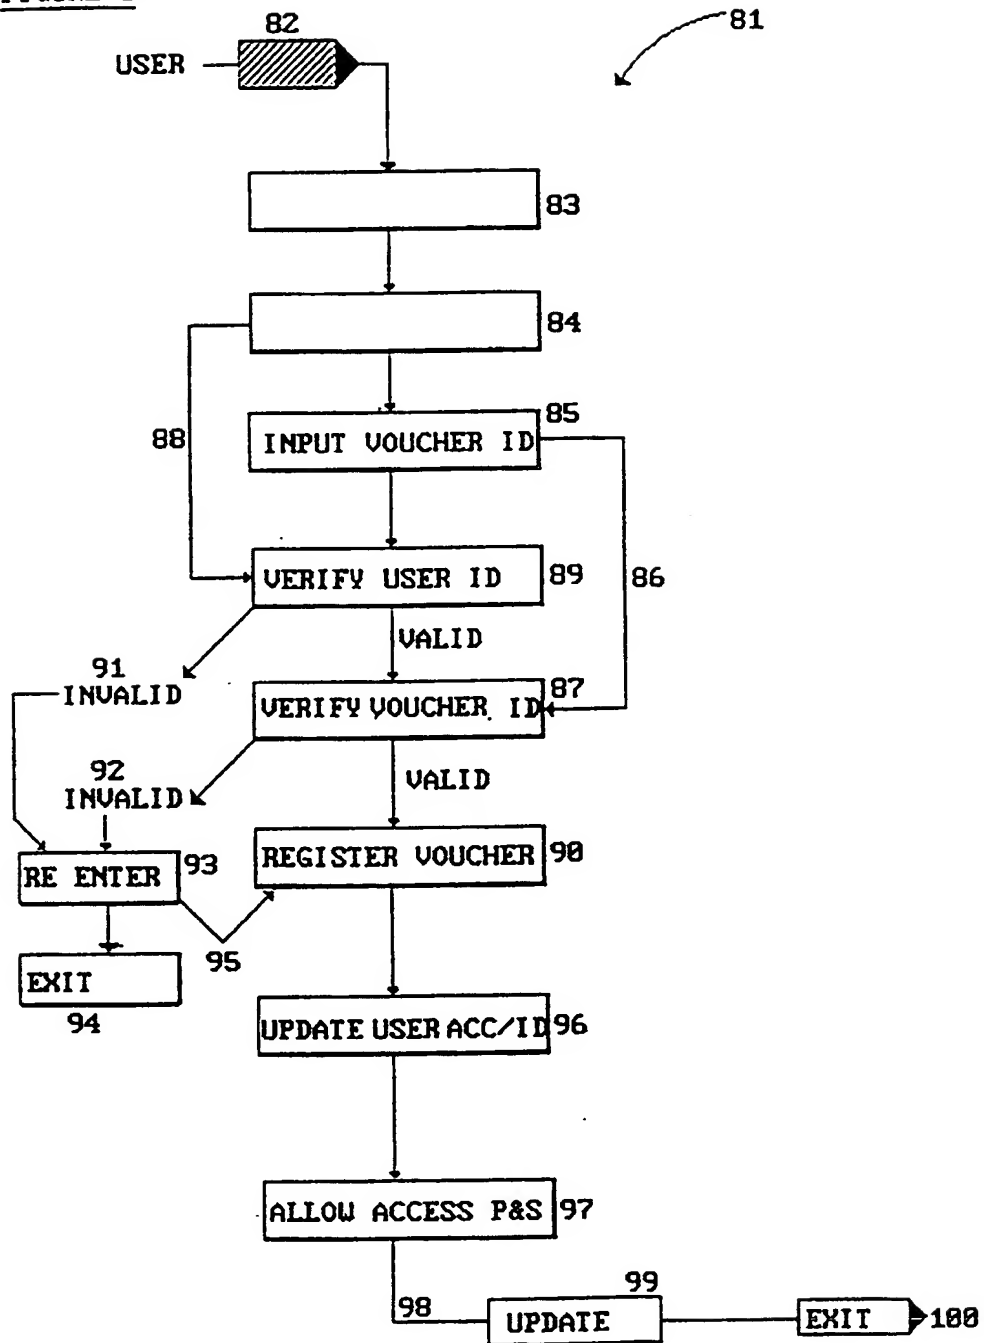 82
81
USER
83
84
85
88
INPUT VOUCHER ID
VERIFY USER ID
89
86
VALID
91
INVALID
87
VERIFY VOUCHER ID
92
INVALID
VALID
REGISTER VOUCHER
90
93
RE ENTER
95
EXIT
94
UPDATE USER ACC/ID
96
ALLOW ACCESS P&S
97
98
99
UPDATE
EXIT
100